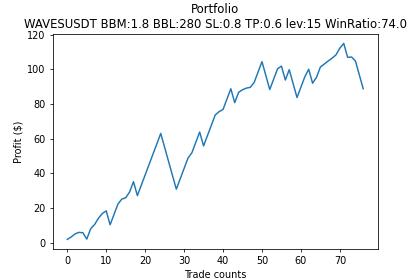 Portfolio
WAVESUSDT BBM:1.8 BBL:280 SL:0.8 TP:0.6 lev:15 WinRatio:74.0
120
100
80
60
40
20
0
Profit ($)
0 10 20 30 40 50 60 70
Trade counts